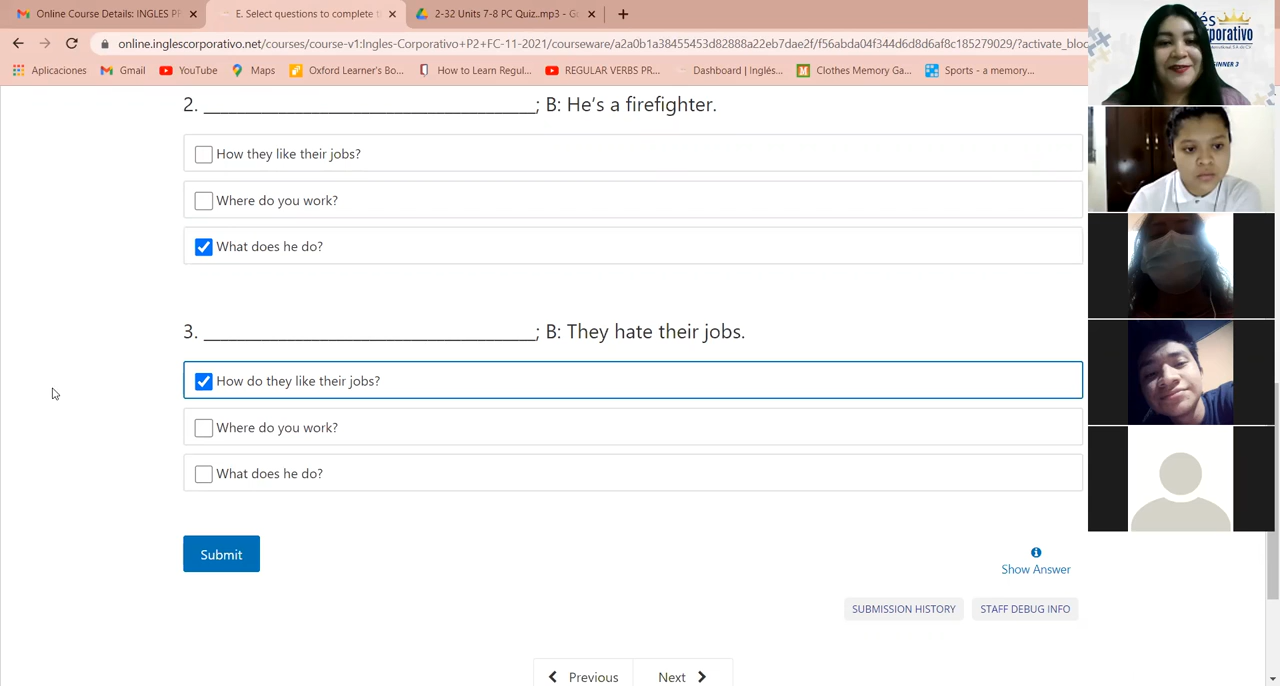 Online Course Details: INGLES PF
E. Select questions to complete t
2-32 Units 7-8 PC Quiz..mp3 - Go
online.inglescorporativo.net/courses/course-v1:Ingles-Corporativo+P2+FC-TI-2021/courseware/a2a0b1a38455453d82888a22eb7dae2f/f56abda04f344d6d8d6af8c185279029/?activate_bloc
Aplicaciones
Gmail
YouTube
Maps
Oxford Learner's Bo...
How to Learn Regul...
REGULAR VERBS PR...
Dashboard | Inglés...
Clothes Memory Ga...
Sports - a memory...
2. ______________________________________; B: He's a firefighter.
How they like their jobs?
Where do you work?
What does he do?
3. ______________________________________; B: They hate their jobs.
How do they like their jobs?
Where do you work?
What does he do?
Submit
Show Answer
SUBMISSION HISTORY
STAFF DEBUG INFO
Previous
Next